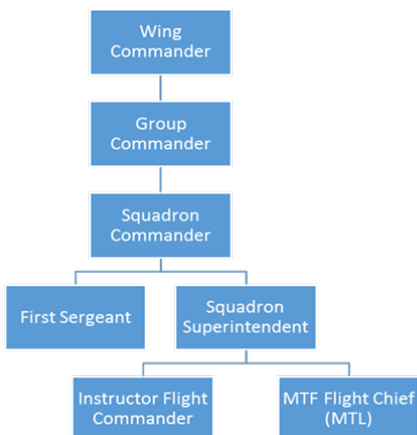 Wing
Commander
Group
Commander
Squadron
Commander
First Sergeant
Squadron
Superintendent
Instructor Flight
Commander
MTF Flight Chief
(MTL)